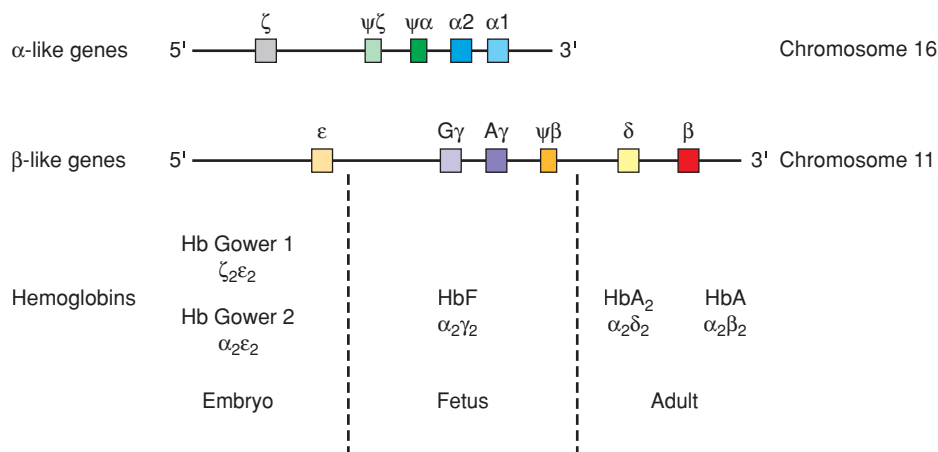 ζ ψζ ψα α2 α1
α-like genes 5' 3' Chromosome 16
ε Gγ Aγ ψβ δ β
β-like genes 5' 3' Chromosome 11
Hb Gower 1
ζ₂ε₂
Hemoglobins
Hb Gower 2
α₂ε₂
HbF
α₂γ₂
HbA₂
α₂δ₂
HbA
α₂β₂
Embryo Fetus Adult